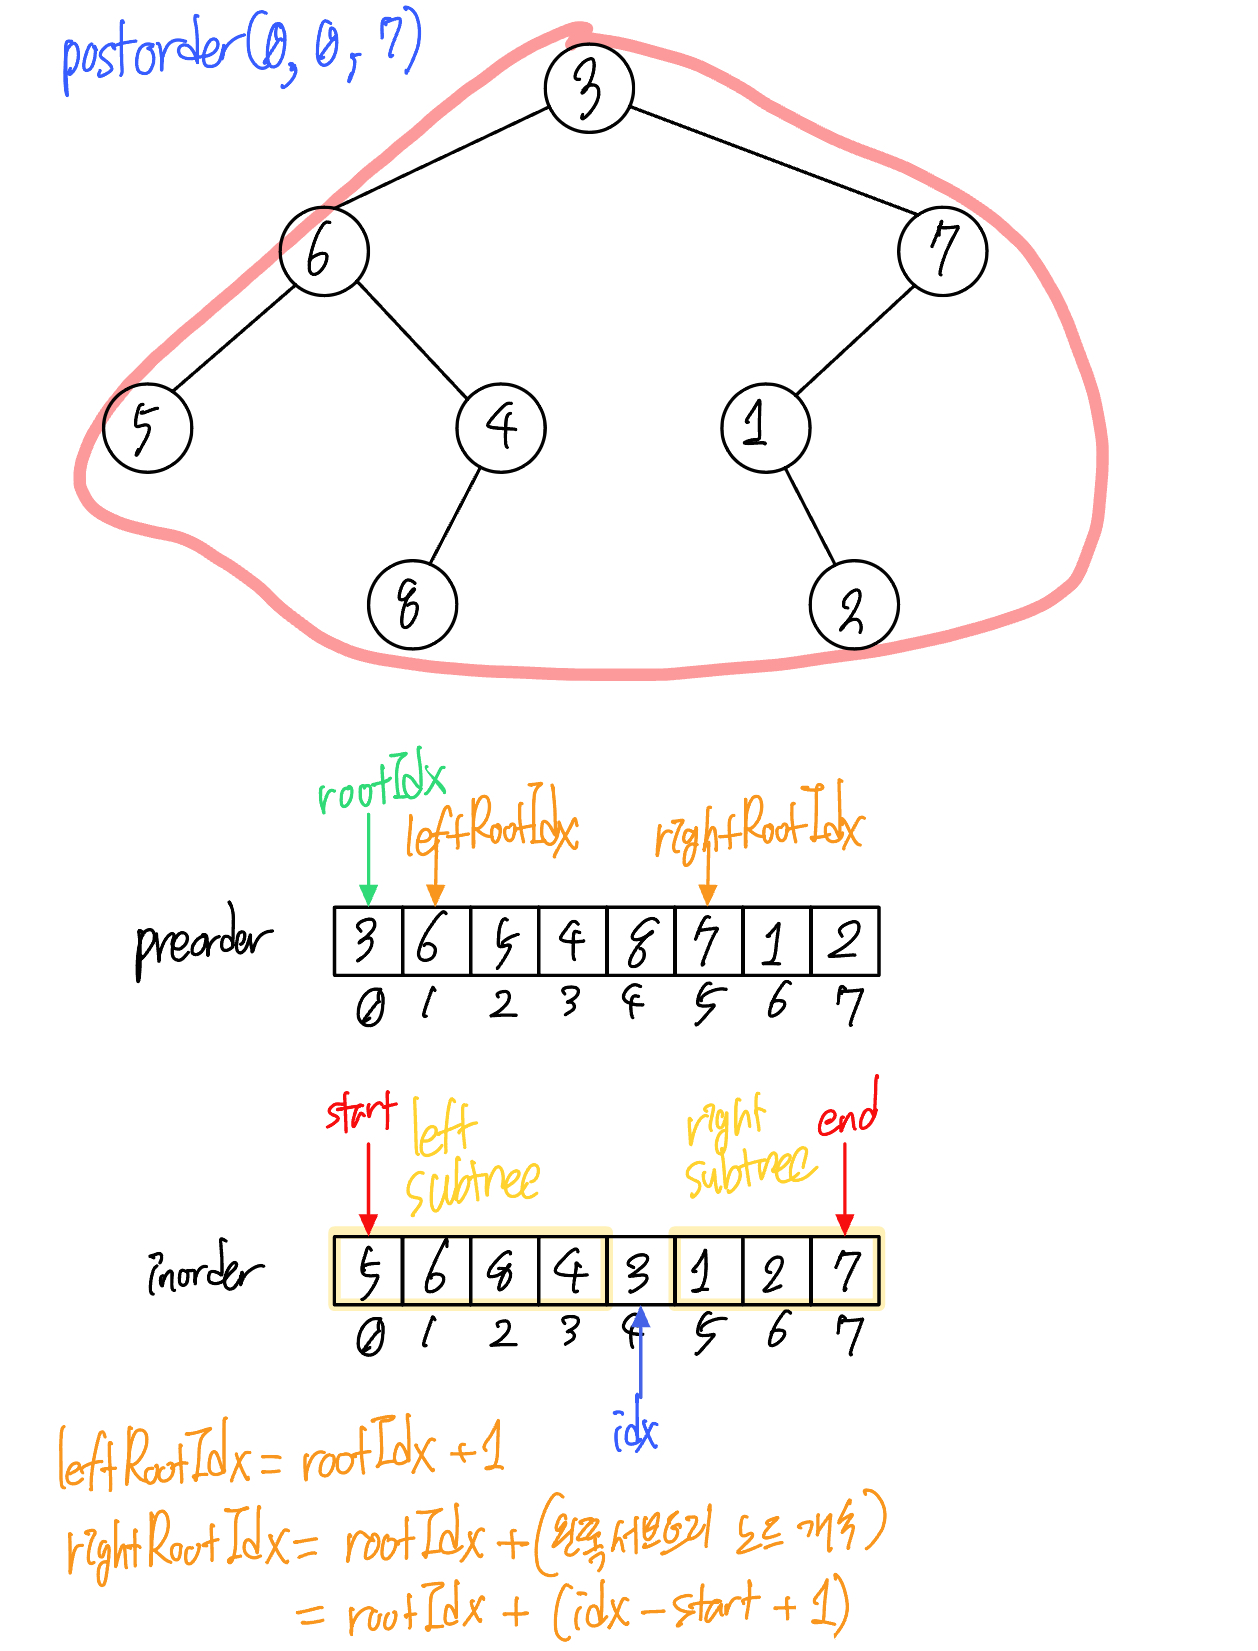 postorder(0, 0, 7)
3
6 7
5 4 1
8 2
rootIdx
leftRootIdx rightRootIdx
preorder 3 6 5 4 8 7 1 2
0 1 2 3 4 5 6 7
start left subtree right subtree end
inorder 5 6 8 4 3 1 2 7
0 1 2 3 4 5 6 7
idx
leftRootIdx = rootIdx + 1
rightRootIdx = rootIdx + (왼쪽 서브트리 노드 개수)
= rootIdx + (idx - start + 1)